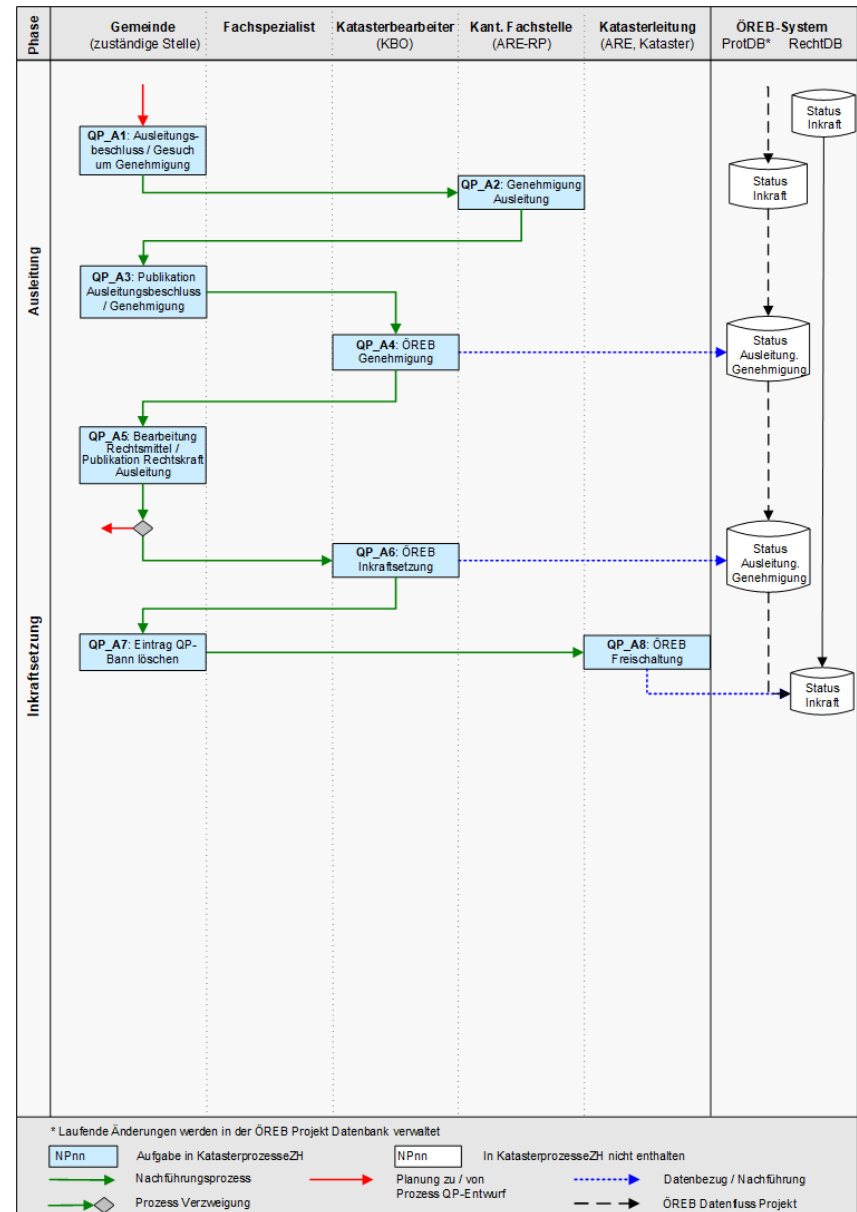 Phase
Gemeinde
(zuständige Stelle)
Fachspezialist
Katasterbearbeiter
(KBO)
Kant. Fachstelle
(ARE-RP)
Katasterleitung
(ARE, Kataster)
ÖREB-System
ProtDB* RechtDB
Ausleitung
Status
Inkraft
QP_A1: Ausleitungs-
beschluss / Gesuch
um Genehmigung
QP_A2: Genehmigung
Ausleitung
Status
Inkraft
QP_A3: Publikation
Ausleitungsbeschluss
/ Genehmigung
QP_A4: ÖREB
Genehmigung
Status
Ausleitung.
Genehmigung
QP_A5: Bearbeitung
Rechtsmittel /
Publikation Rechtskraft
Ausleitung
Inkraftsetzung
QP_A6: ÖREB
Inkraftsetzung
Status
Ausleitung.
Genehmigung
QP_A7: Eintrag QP-
Bann löschen
QP_A8: ÖREB
Freischaltung
Status
Inkraft
* Laufende Änderungen werden in der ÖREB Projekt Datenbank verwaltet
NPnn Aufgabe in KatasterprozesseZH
NPnn In KatasterprozesseZH nicht enthalten
Nachführungsprozess
Planung zu / von
Prozess QP-Entwurf
Datenbezug / Nachführung
Prozess Verzweigung
ÖREB Datenfluss Projekt